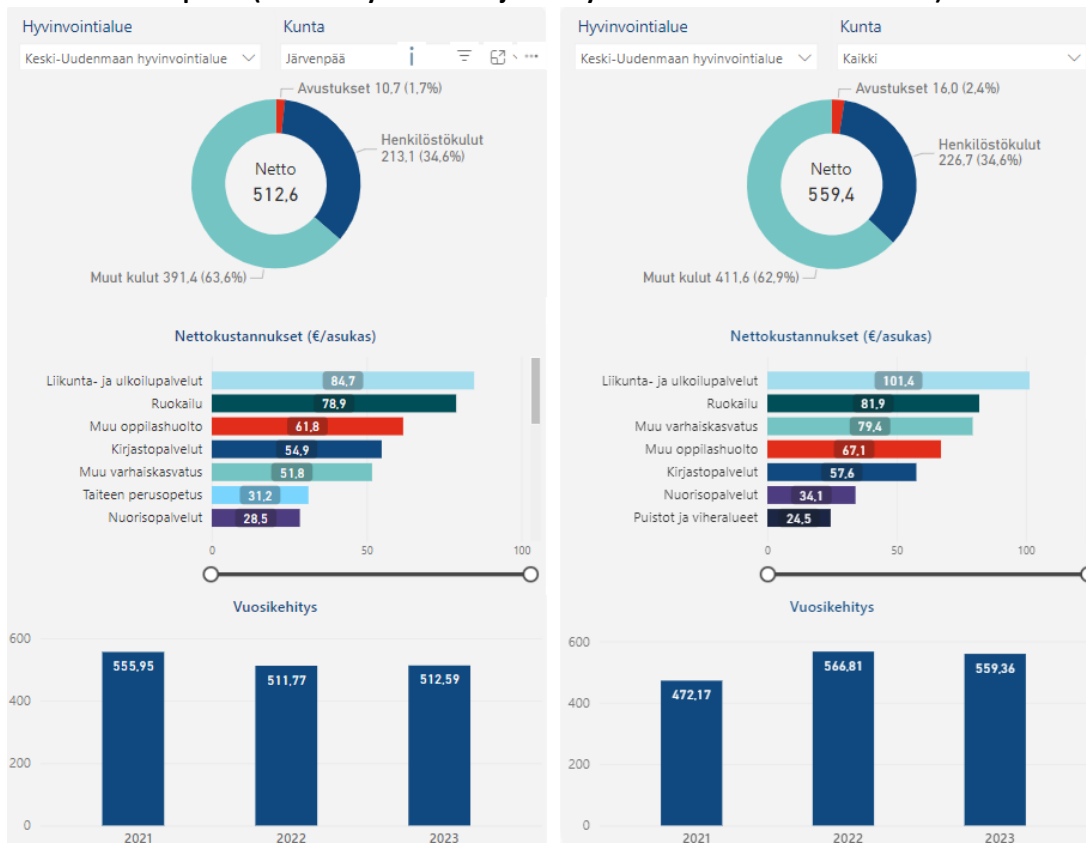 Hyvinvointialue
Kunta
Keski-Uudenmaan hyvinvointialue
Järvenpää
Avustukset 10,7 (1,7%)
Henkilöstökulut
213,1 (34,6%)
Netto
512,6
Muut kulut 391,4 (63,6%)
Nettokustannukset (€/asukas)
Liikunta- ja ulkoilupalvelut 84,7
Ruokailu 78,9
Muu oppilashuolto 61,8
Kirjastopalvelut 54,9
Muu varhaiskasvatus 51,8
Taiteen perusopetus 31,2
Nuorisopalvelut 28,5
0 50 100
Vuosikehitys
600
400
200
0
555,95 511,77 512,59
2021 2022 2023
Hyvinvointialue
Kunta
Keski-Uudenmaan hyvinvointialue
Kaikki
Avustukset 16,0 (2,4%)
Henkilöstökulut
226,7 (34,6%)
Netto
559,4
Muut kulut 411,6 (62,9%)
Nettokustannukset (€/asukas)
Liikunta- ja ulkoilupalvelut 101,4
Ruokailu 81,9
Muu varhaiskasvatus 79,4
Muu oppilashuolto 67,1
Kirjastopalvelut 57,6
Nuorisopalvelut 34,1
Puistot ja viheralueet 24,5
0 50 100
Vuosikehitys
600
400
200
0
472,17 566,81 559,36
2021 2022 2023